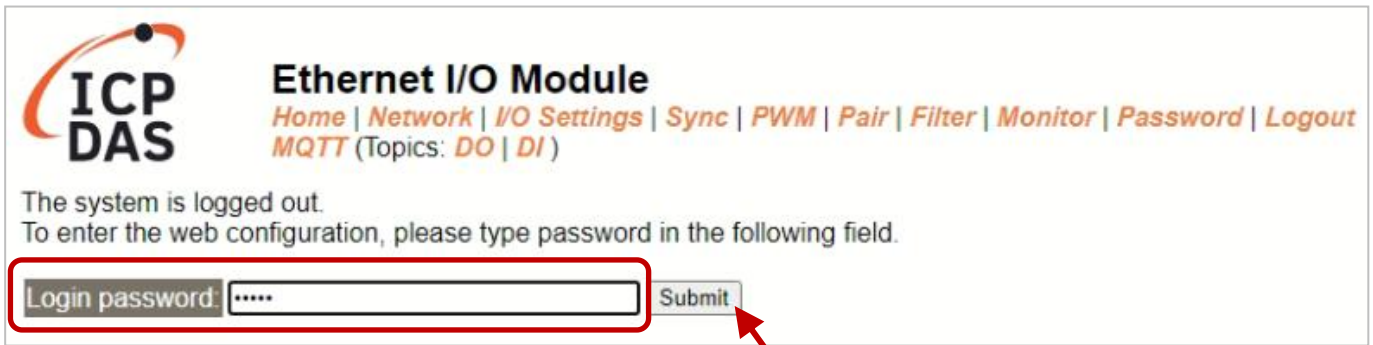 ICP
DAS
Ethernet I/O Module
Home | Network | I/O Settings | Sync | PWM | Pair | Filter | Monitor | Password | Logout
MQTT (Topics: DO | DI )
The system is logged out.
To enter the web configuration, please type password in the following field.
Login password: ••••• Submit